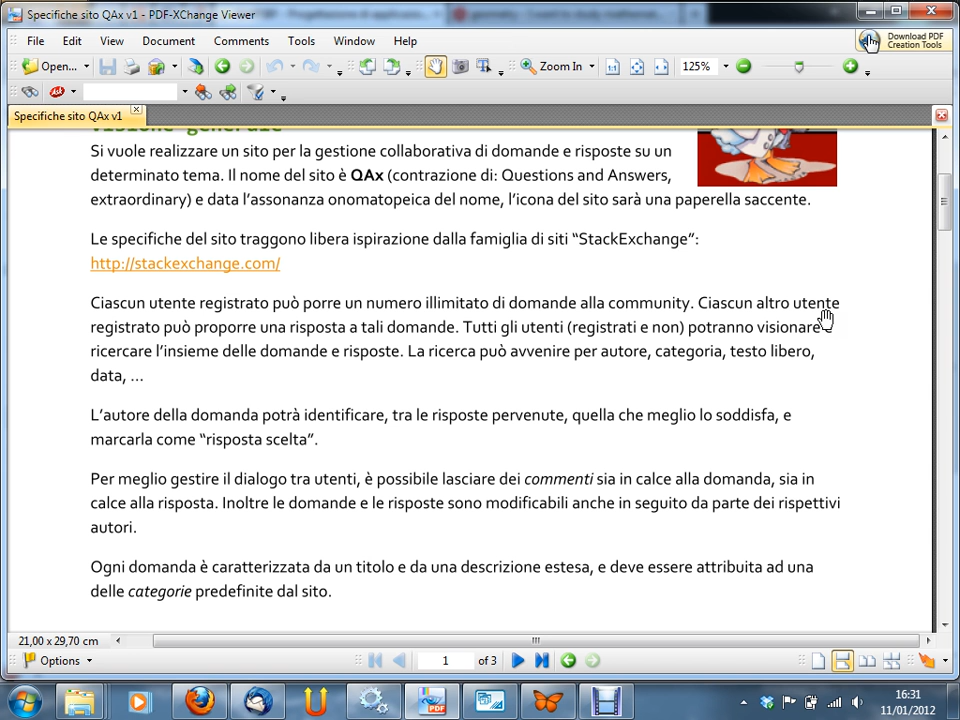 Specifiche sito QAx v1 - PDF-XChange Viewer
File Edit View Document Comments Tools Window Help
Download PDF
Creation Tools
Open... Zoom In 125%
Ask
Specifiche sito QAx v1
Visione generale
Si vuole realizzare un sito per la gestione collaborativa di domande e risposte su un
determinato tema. Il nome del sito è QAx (contrazione di: Questions and Answers,
extraordinary) e data l'assonanza onomatopeica del nome, l'icona del sito sarà una paperella saccente.
Le specifiche del sito traggono libera ispirazione dalla famiglia di siti “StackExchange”:
http://stackexchange.com/
Ciascun utente registrato può porre un numero illimitato di domande alla community. Ciascun altro utente
registrato può proporre una risposta a tali domande. Tutti gli utenti (registrati e non) potranno visionare e
ricercare l'insieme delle domande e risposte. La ricerca può avvenire per autore, categoria, testo libero,
data, ...
L'autore della domanda potrà identificare, tra le risposte pervenute, quella che meglio lo soddisfa, e
marcarla come “risposta scelta”.
Per meglio gestire il dialogo tra utenti, è possibile lasciare dei commenti sia in calce alla domanda, sia in
calce alla risposta. Inoltre le domande e le risposte sono modificabili anche in seguito da parte dei rispettivi
autori.
Ogni domanda è caratterizzata da un titolo e da una descrizione estesa, e deve essere attribuita ad una
delle categorie predefinite dal sito.
21,00 x 29,70 cm
Options 1 of 3
16:31
11/01/2012